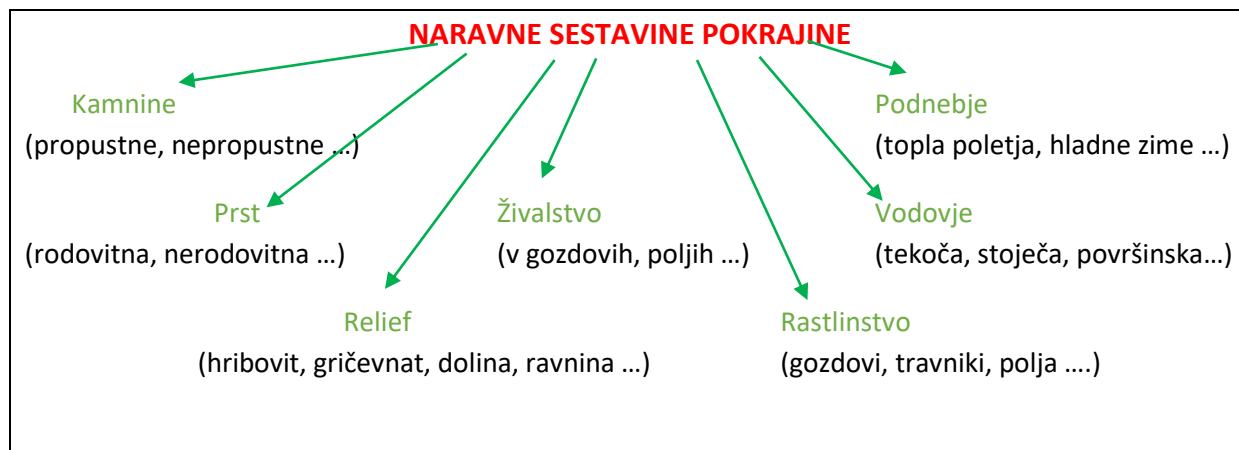 NARAVNE SESTAVINE POKRAJINE
Kamnine
(propustne, nepropustne …)
Podnebje
(topla poletja, hladne zime …)
Prst
(rodovitna, nerodovitna …)
Živalstvo
(v gozdovih, poljih …)
Vodovje
(tekoča, stoječa, površinska…)
Relief
(hribovit, gričevnat, dolina, ravnina …)
Rastlinstvo
(gozdovi, travniki, polja ….)